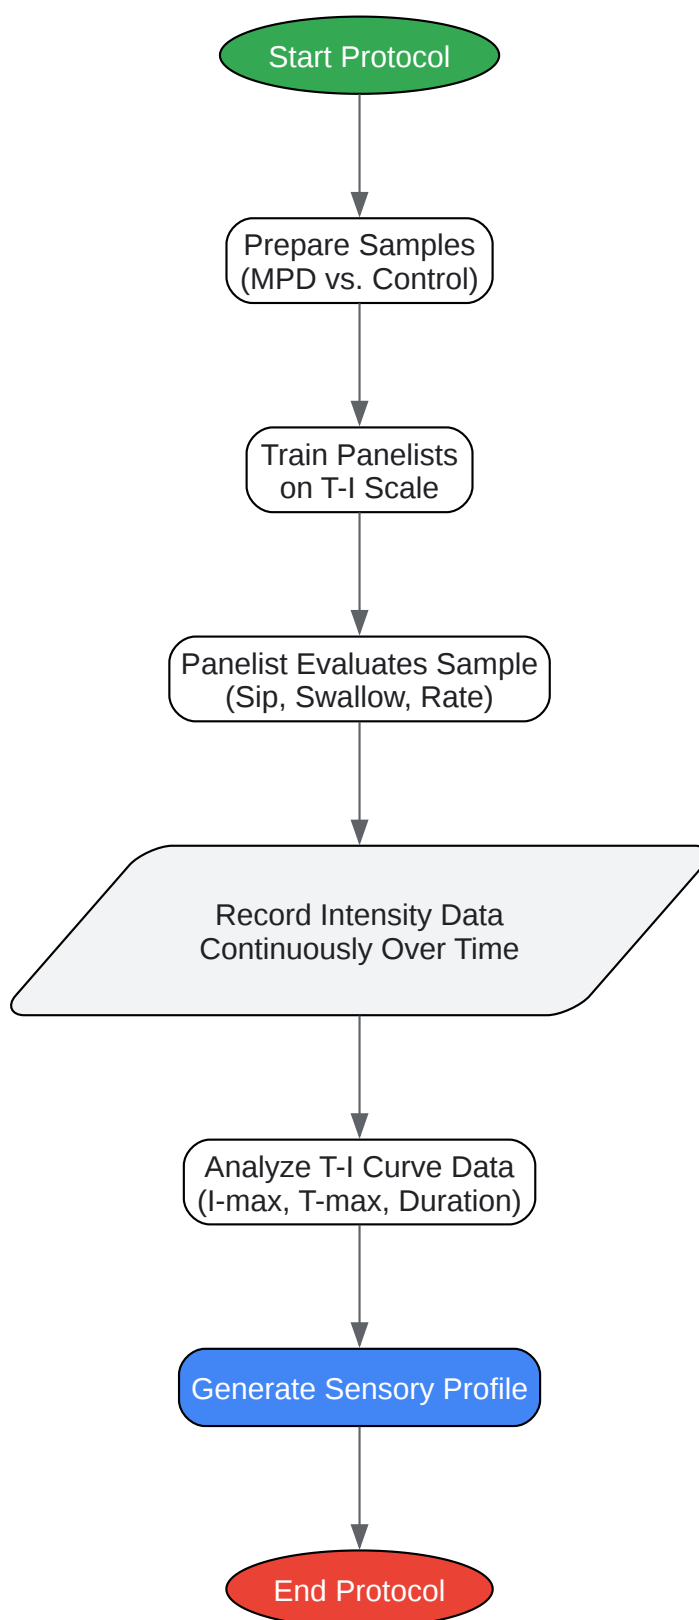 Start Protocol
Prepare Samples
(MPD vs. Control)
Train Panelists
on T-I Scale
Panelist Evaluates Sample
(Sip, Swallow, Rate)
Record Intensity Data
Continuously Over Time
Analyze T-I Curve Data
(I-max, T-max, Duration)
Generate Sensory Profile
End Protocol